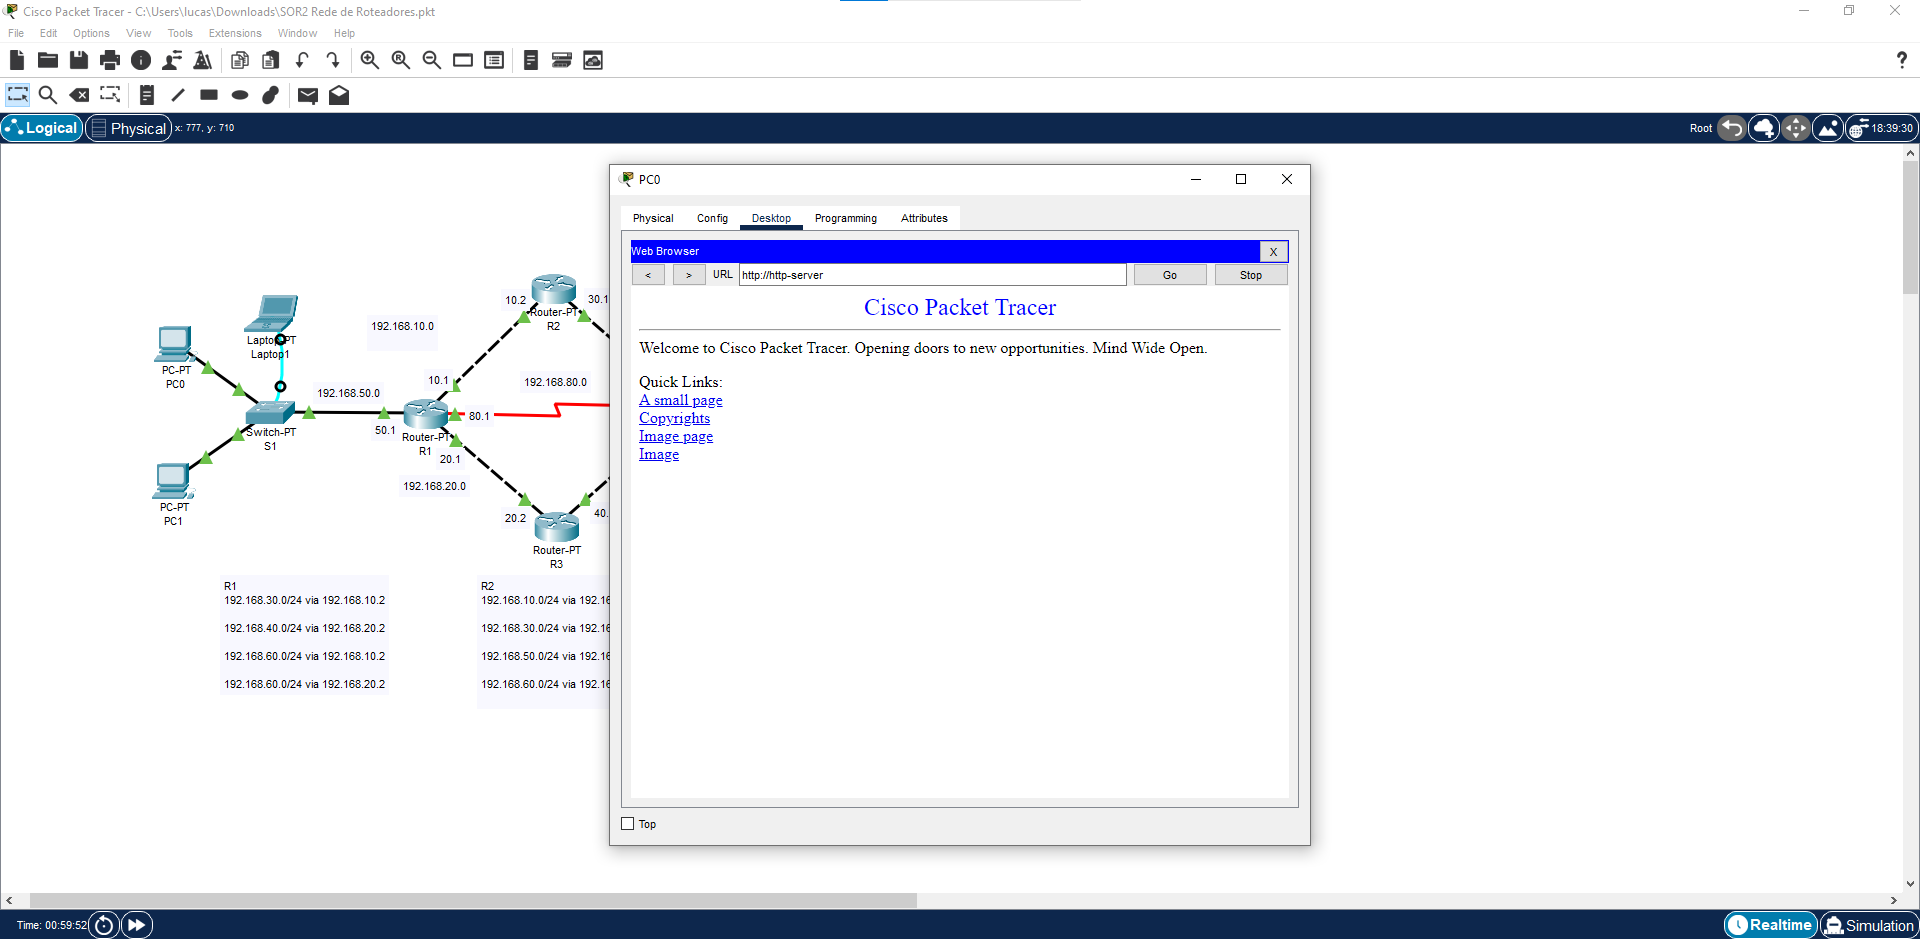 Cisco Packet Tracer - C:\Users\lucas\Downloads\SOR2 Rede de Roteadores.pkt
File Edit Options View Tools Extensions Window Help
Logical Physical x: 777, y: 710 Root 18:39:30
PC0
Physical Config Desktop Programming Attributes
Web Browser X
< > URL http://http-server Go Stop
Cisco Packet Tracer
Welcome to Cisco Packet Tracer. Opening doors to new opportunities. Mind Wide Open.
Quick Links:
A small page
Copyrights
Image page
Image
Top
10.2
30.1
Router-PT
R2
192.168.10.0
Laptop-PT
Laptop1
PC-PT
PC0
10.1
192.168.80.0
192.168.50.0
80.1
50.1
Switch-PT
S1
Router-PT
R1
20.1
192.168.20.0
PC-PT
PC1
20.2
40.
Router-PT
R3
R1
192.168.30.0/24 via 192.168.10.2
192.168.40.0/24 via 192.168.20.2
192.168.60.0/24 via 192.168.10.2
192.168.60.0/24 via 192.168.20.2
R2
192.168.10.0/24 via 192.16
192.168.30.0/24 via 192.16
192.168.50.0/24 via 192.16
192.168.60.0/24 via 192.16
Time: 00:59:52 Realtime Simulation